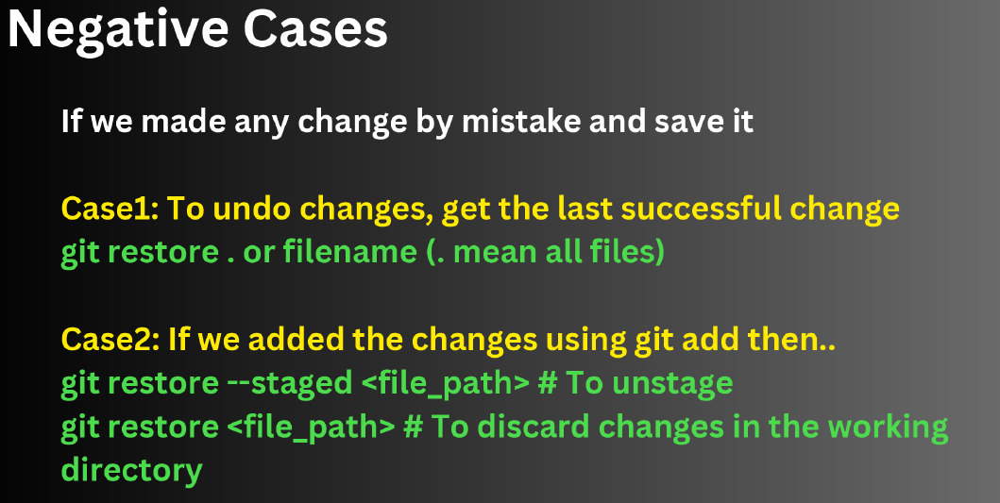 Negative Cases
If we made any change by mistake and save it
Case1: To undo changes, get the last successful change
git restore . or filename (. mean all files)
Case2: If we added the changes using git add then..
git restore --staged <file_path> # To unstage
git restore <file_path> # To discard changes in the working
directory